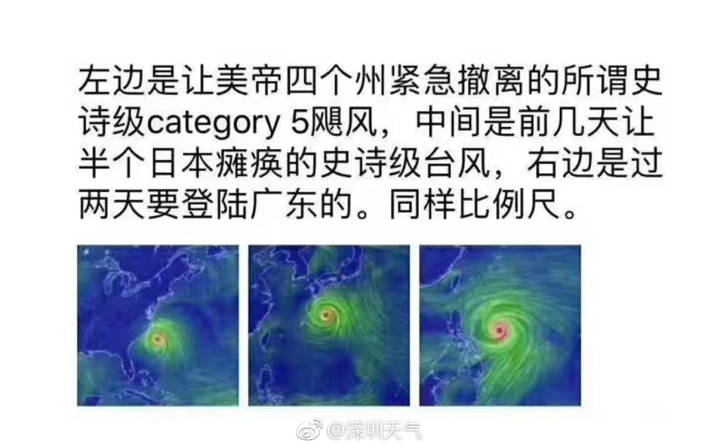 左边是让美帝四个州紧急撤离的所谓史
诗级category 5飓风，中间是前几天让
半个日本瘫痪的史诗级台风，右边是过
两天要登陆广东的。同样比例尺。
@深圳天气